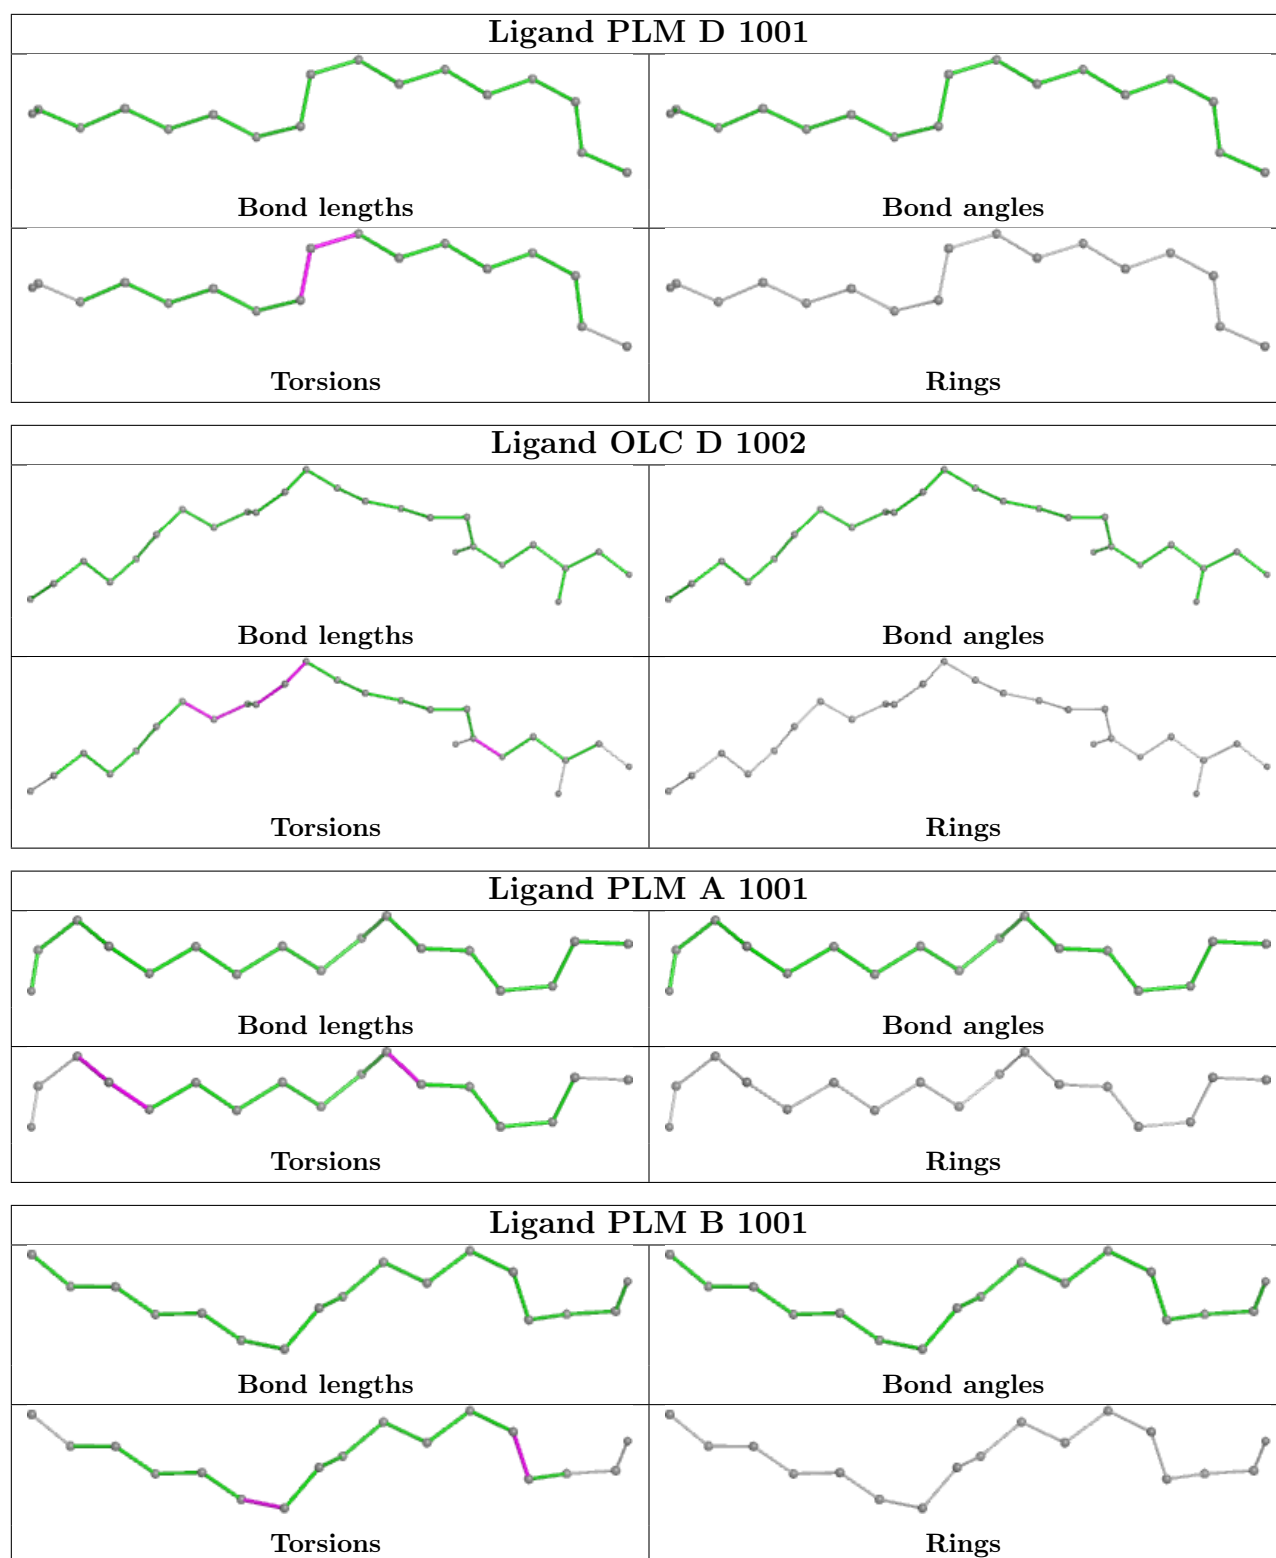 Ligand PLM D 1001
Bond lengths
Bond angles
Torsions
Rings
Ligand OLC D 1002
Bond lengths
Bond angles
Torsions
Rings
Ligand PLM A 1001
Bond lengths
Bond angles
Torsions
Rings
Ligand PLM B 1001
Bond lengths
Bond angles
Torsions
Rings